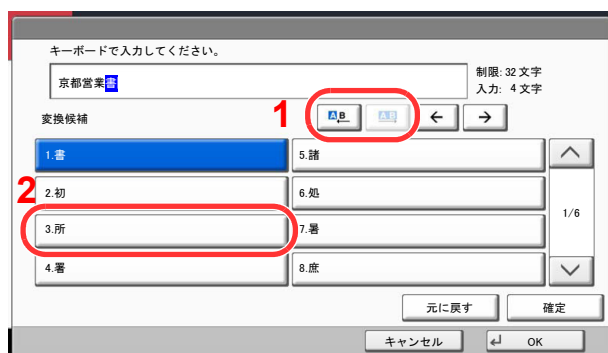 キーボードで入力してください。
京都営業書
制限: 32 文字
入力: 4 文字
変換候補
1
A B
A B
← →
1.書
5.諸
2
2.初
6.処
1/6
3.所
7.暑
4.署
8.庶
元に戻す
確定
キャンセル
OK